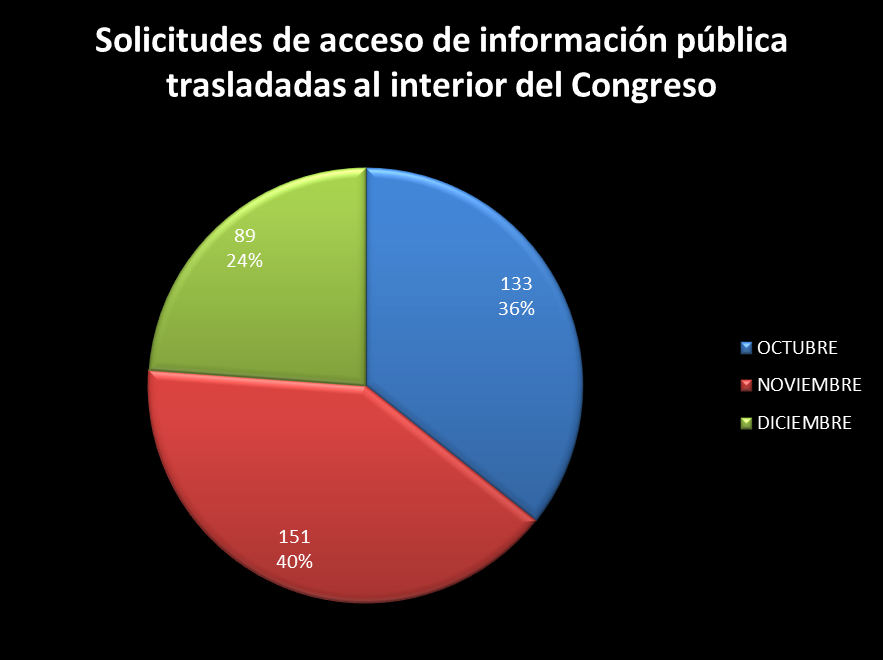 Solicitudes de acceso de información pública
trasladadas al interior del Congreso
89
24%
133
36%
OCTUBRE
NOVIEMBRE
DICIEMBRE
151
40%